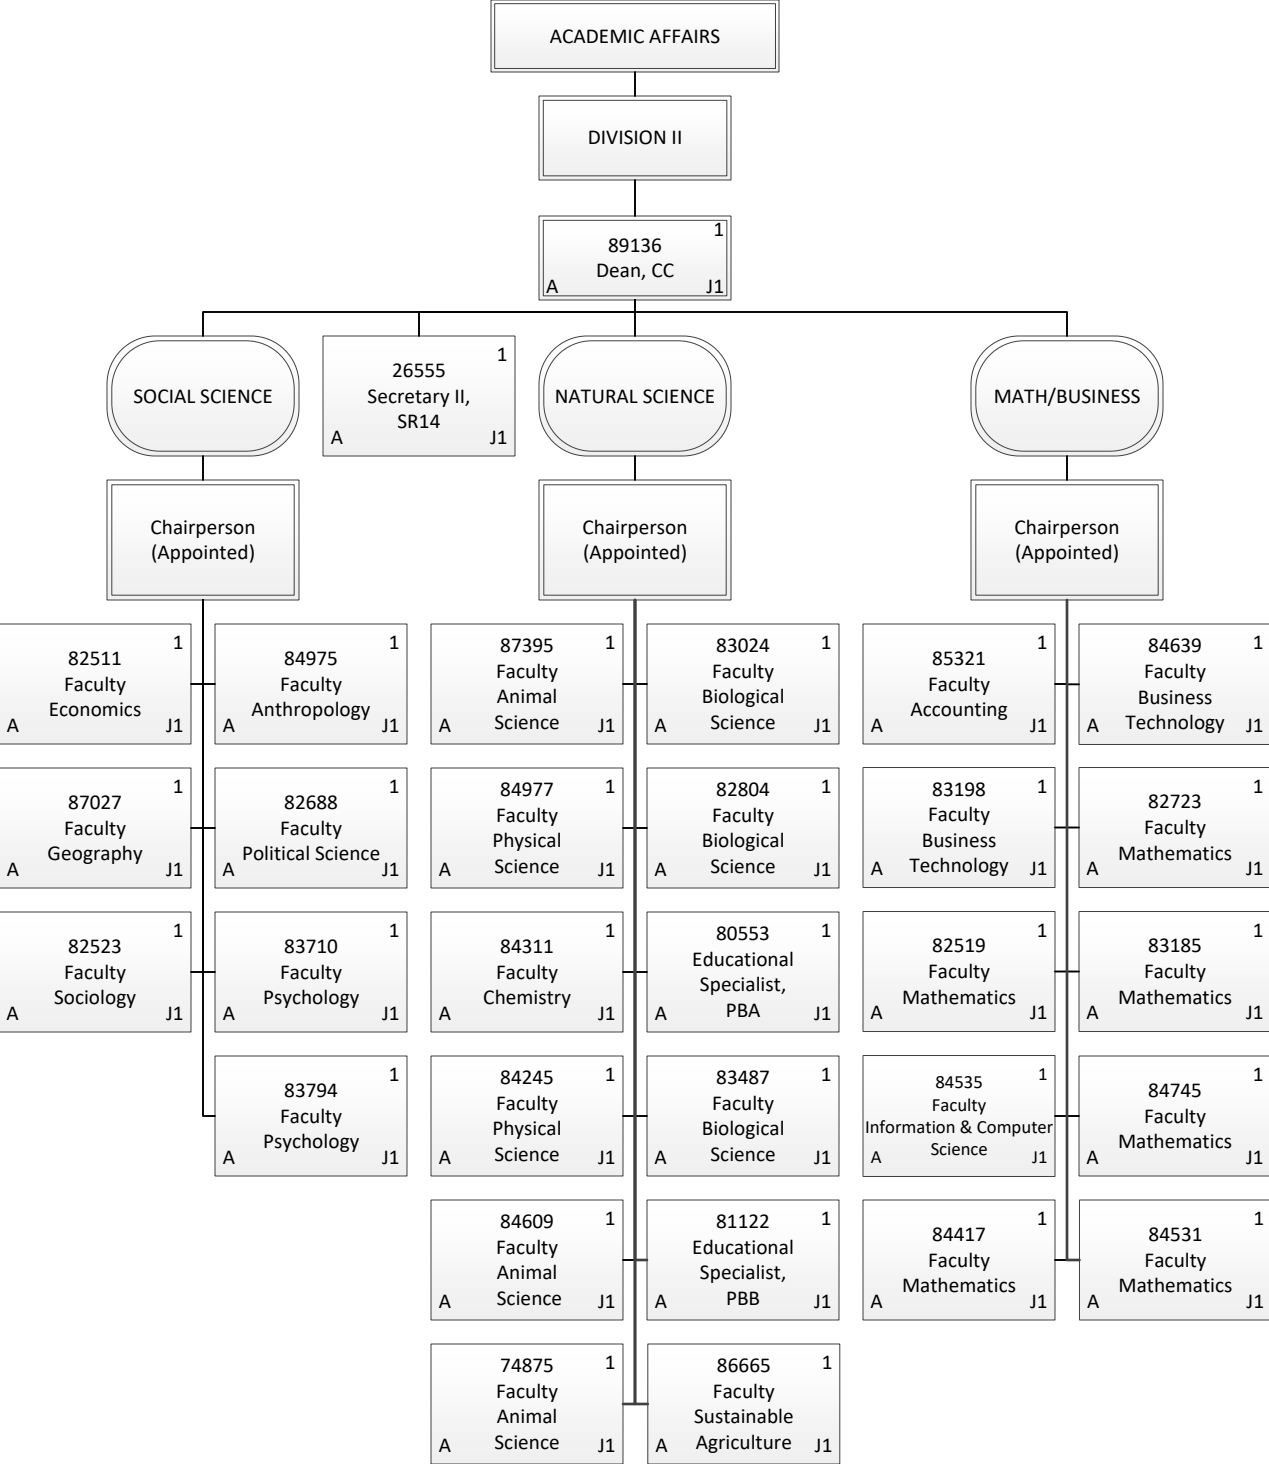 ACADEMIC AFFAIRS
DIVISION II
1
89136
Dean, CC
A J1
SOCIAL SCIENCE
1
26555
Secretary II,
SR14
A J1
NATURAL SCIENCE
MATH/BUSINESS
Chairperson
(Appointed)
Chairperson
(Appointed)
Chairperson
(Appointed)
1
82511
Faculty
Economics
A J1
1
84975
Faculty
Anthropology
A J1
1
87395
Faculty
Animal
Science
A J1
1
83024
Faculty
Biological
Science
A J1
1
85321
Faculty
Accounting
A J1
1
84639
Faculty
Business
Technology
A J1
1
87027
Faculty
Geography
A J1
1
82688
Faculty
Political Science
A J1
1
84977
Faculty
Physical
Science
A J1
1
82804
Faculty
Biological
Science
A J1
1
83198
Faculty
Business
Technology
A J1
1
82723
Faculty
Mathematics
A J1
1
82523
Faculty
Sociology
A J1
1
83710
Faculty
Psychology
A J1
1
84311
Faculty
Chemistry
A J1
1
80553
Educational
Specialist,
PBA
A J1
1
82519
Faculty
Mathematics
A J1
1
83185
Faculty
Mathematics
A J1
1
83794
Faculty
Psychology
A J1
1
84245
Faculty
Physical
Science
A J1
1
83487
Faculty
Biological
Science
A J1
1
84535
Faculty
Information & Computer
Science
A J1
1
84745
Faculty
Mathematics
A J1
1
84609
Faculty
Animal
Science
A J1
1
81122
Educational
Specialist,
PBB
A J1
1
84417
Faculty
Mathematics
A J1
1
84531
Faculty
Mathematics
A J1
1
74875
Faculty
Animal
Science
A J1
1
86665
Faculty
Sustainable
Agriculture
A J1